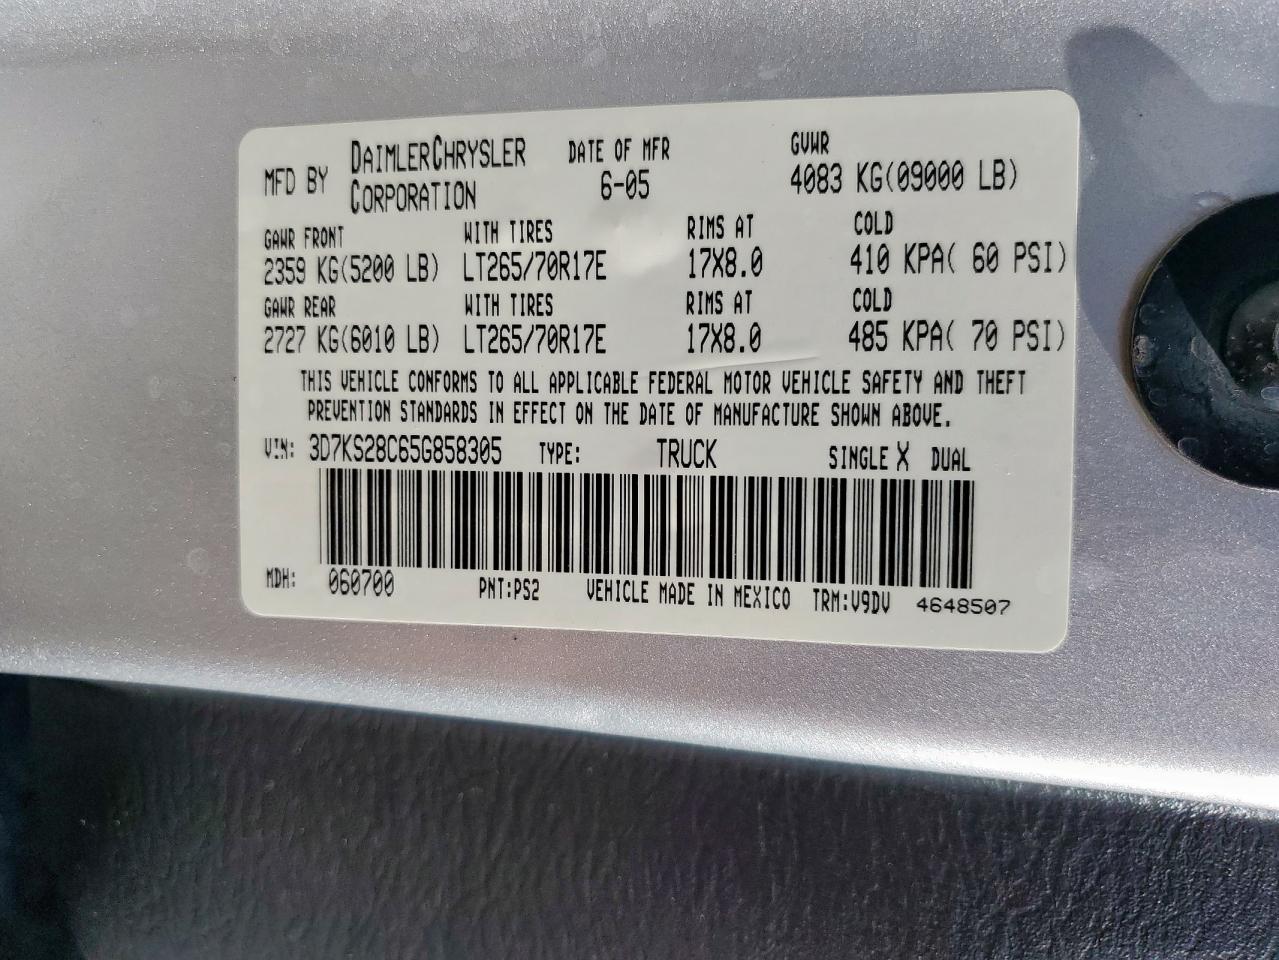 MFD BY DAIMLERCHRYSLER CORPORATION DATE OF MFR 6-05 GVWR 4083 KG(09000 LB)
GAWR FRONT WITH TIRES RIMS AT COLD
2359 KG(5200 LB) LT265/70R17E 17X8.0 410 KPA( 60 PSI)
GAWR REAR WITH TIRES RIMS AT COLD
2727 KG(6010 LB) LT265/70R17E 17X8.0 485 KPA( 70 PSI)
THIS VEHICLE CONFORMS TO ALL APPLICABLE FEDERAL MOTOR VEHICLE SAFETY AND THEFT
PREVENTION STANDARDS IN EFFECT ON THE DATE OF MANUFACTURE SHOWN ABOVE.
VIN: 3D7KS28C65G858305 TYPE: TRUCK SINGLE X DUAL
MDH: 060700 PNT:PS2 VEHICLE MADE IN MEXICO TRM:V9DV 4648507